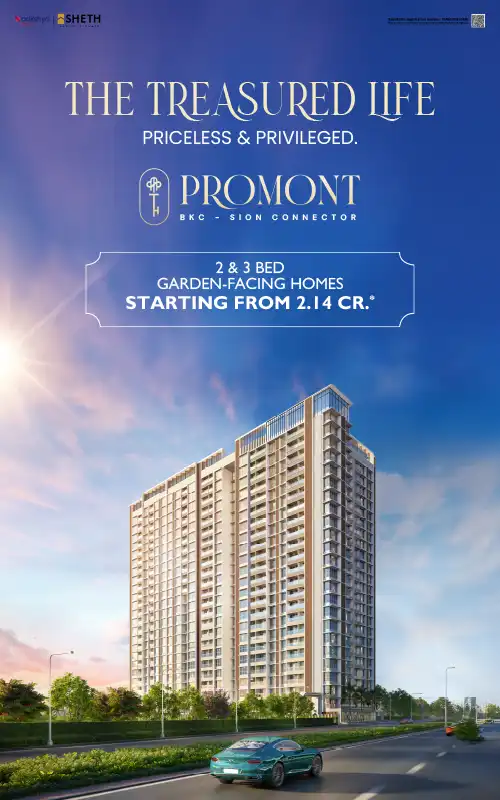 SHETH
THE TREASURED LIFE
PRICELESS & PRIVILEGED.
PROMONT
BKC - SION CONNECTOR
2 & 3 BED
GARDEN-FACING HOMES
STARTING FROM 2.14 CR.*